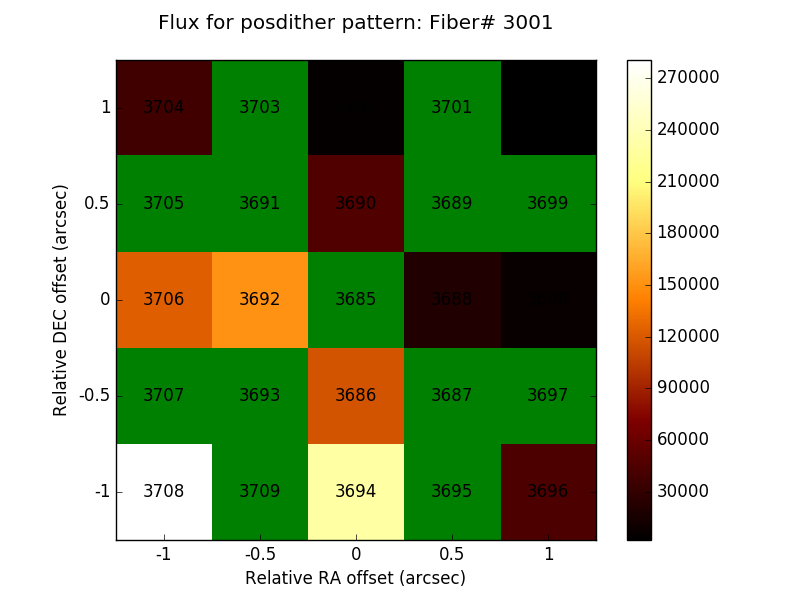 Flux for posdither pattern: Fiber# 3001
3704 3703 3701
3705 3691 3690 3689 3699
3706 3692 3685 3688
3707 3693 3686 3687 3697
3708 3709 3694 3695 3696
1
0.5
0
-0.5
-1
-1 -0.5 0 0.5 1
Relative RA offset (arcsec)
Relative DEC offset (arcsec)
270000
240000
210000
180000
150000
120000
90000
60000
30000